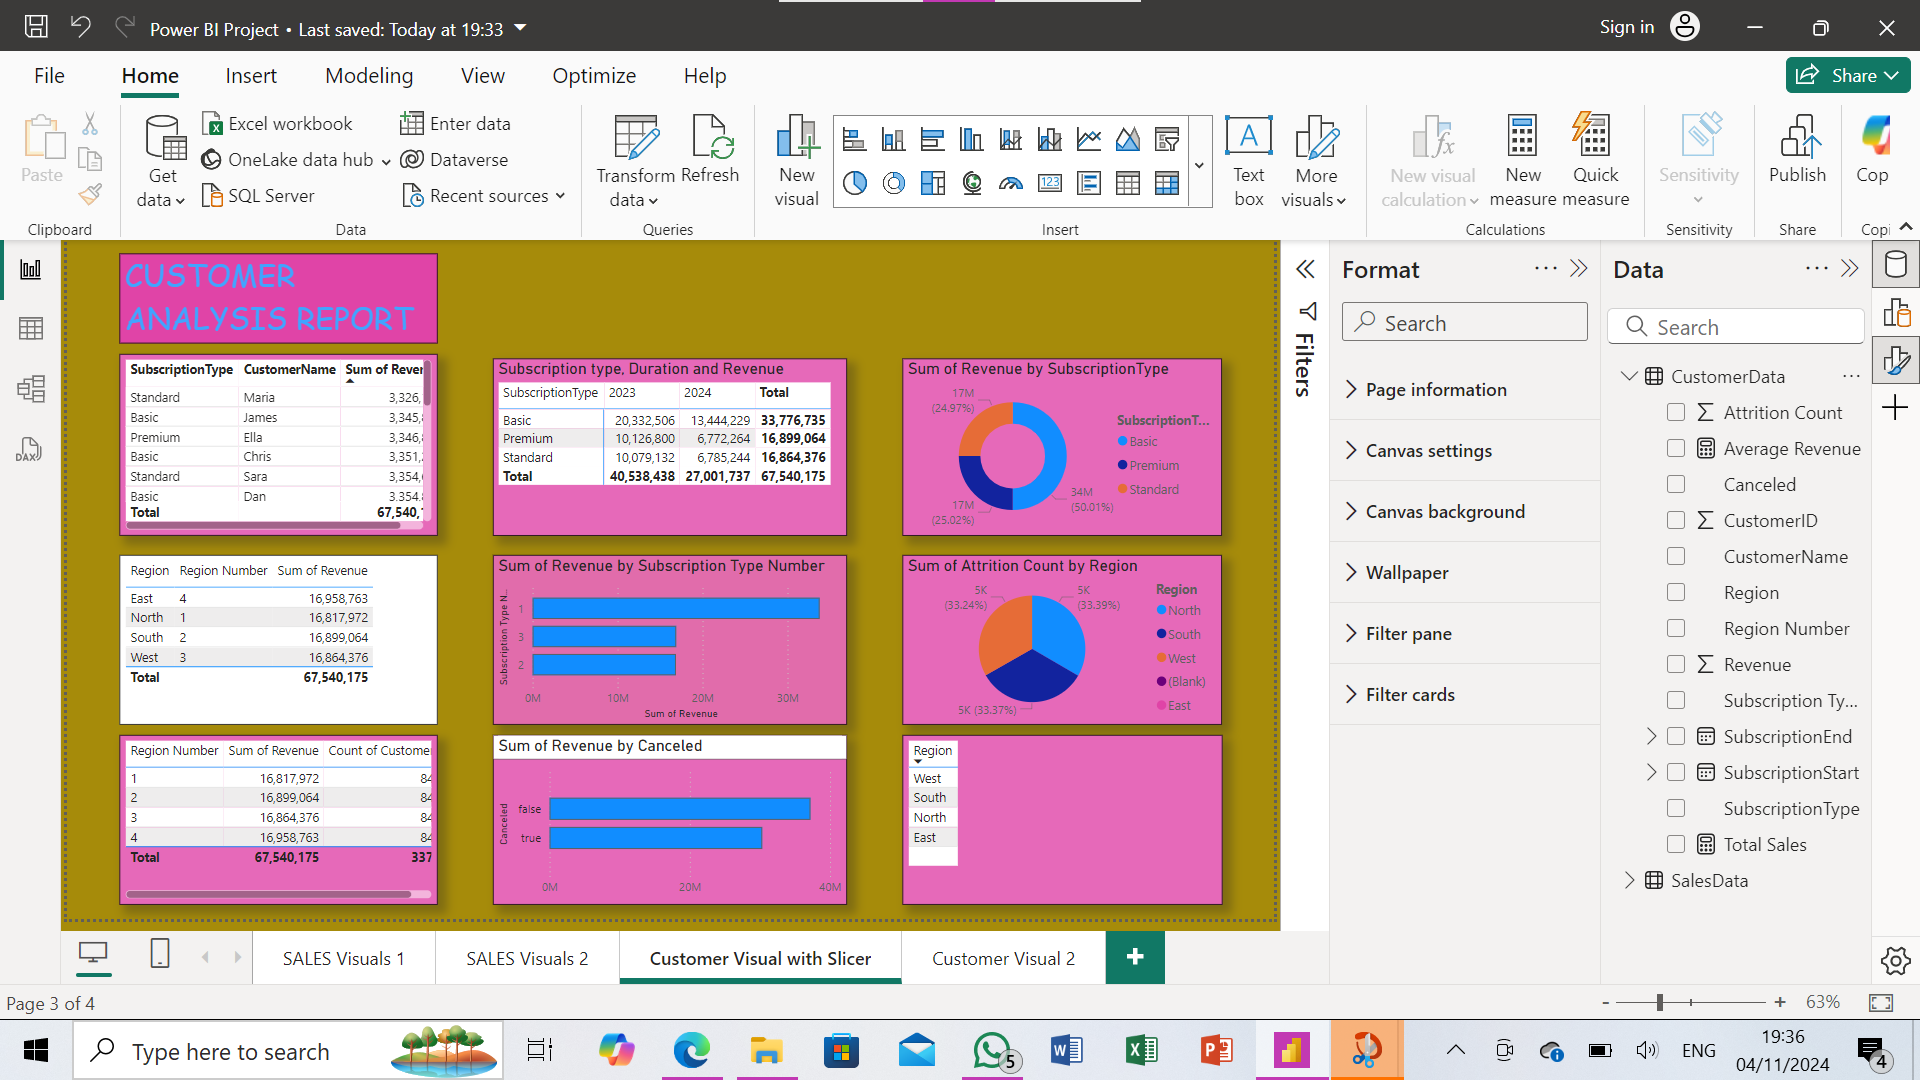 Power BI Project • Last saved: Today at 19:33
Sign in
File Home Insert Modeling View Optimize Help
Share
Paste
Clipboard
Get data
Excel workbook
OneLake data hub
SQL Server
Enter data
Dataverse
Recent sources
Data
Transform data
Refresh
Queries
New visual
123
A
Text box
More visuals
Insert
New visual calculation
New measure
Quick measure
Calculations
Sensitivity
Sensitivity
Publish
Share
Cop
Copi
DAX
CUSTOMER
ANALYSIS REPORT
SubscriptionType CustomerName Sum of Rever
Standard Maria 3,326,
Basic James 3,345,
Premium Ella 3,346,
Basic Chris 3,351,
Standard Sara 3,354,
Basic Dan 3,354,
Total 67,540,
Subscription type, Duration and Revenue
SubscriptionType 2023 2024 Total
Basic 20,332,506 13,444,229 33,776,735
Premium 10,126,800 6,772,264 16,899,064
Standard 10,079,132 6,785,244 16,864,376
Total 40,538,438 27,001,737 67,540,175
Sum of Revenue by SubscriptionType
17M
(24.97%)
17M
(25.02%)
34M
(50.01%)
SubscriptionT...
Basic
Premium
Standard
Region Region Number Sum of Revenue
East 4 16,958,763
North 1 16,817,972
South 2 16,899,064
West 3 16,864,376
Total 67,540,175
Sum of Revenue by Subscription Type Number
Subscription Type N...
1
3
2
0M 10M 20M 30M
Sum of Revenue
Sum of Attrition Count by Region
5K
(33.24%)
5K
(33.39%)
5K (33.37%)
Region
North
South
West
(Blank)
East
Region Number Sum of Revenue Count of Custome
1 16,817,972 84
2 16,899,064 84
3 16,864,376 84
4 16,958,763 84
Total 67,540,175 337
Sum of Revenue by Canceled
Canceled
false
true
0M 20M 40M
Region
West
South
North
East
Filters
Format
Search
Page information
Canvas settings
Canvas background
Wallpaper
Filter pane
Filter cards
Data
Search
CustomerData
Attrition Count
Average Revenue
Canceled
CustomerID
CustomerName
Region
Region Number
Revenue
Subscription Ty...
SubscriptionEnd
SubscriptionStart
SubscriptionType
Total Sales
SalesData
SALES Visuals 1
SALES Visuals 2
Customer Visual with Slicer
Customer Visual 2
Page 3 of 4
63%
Type here to search
5
ENG
19:36
04/11/2024
4